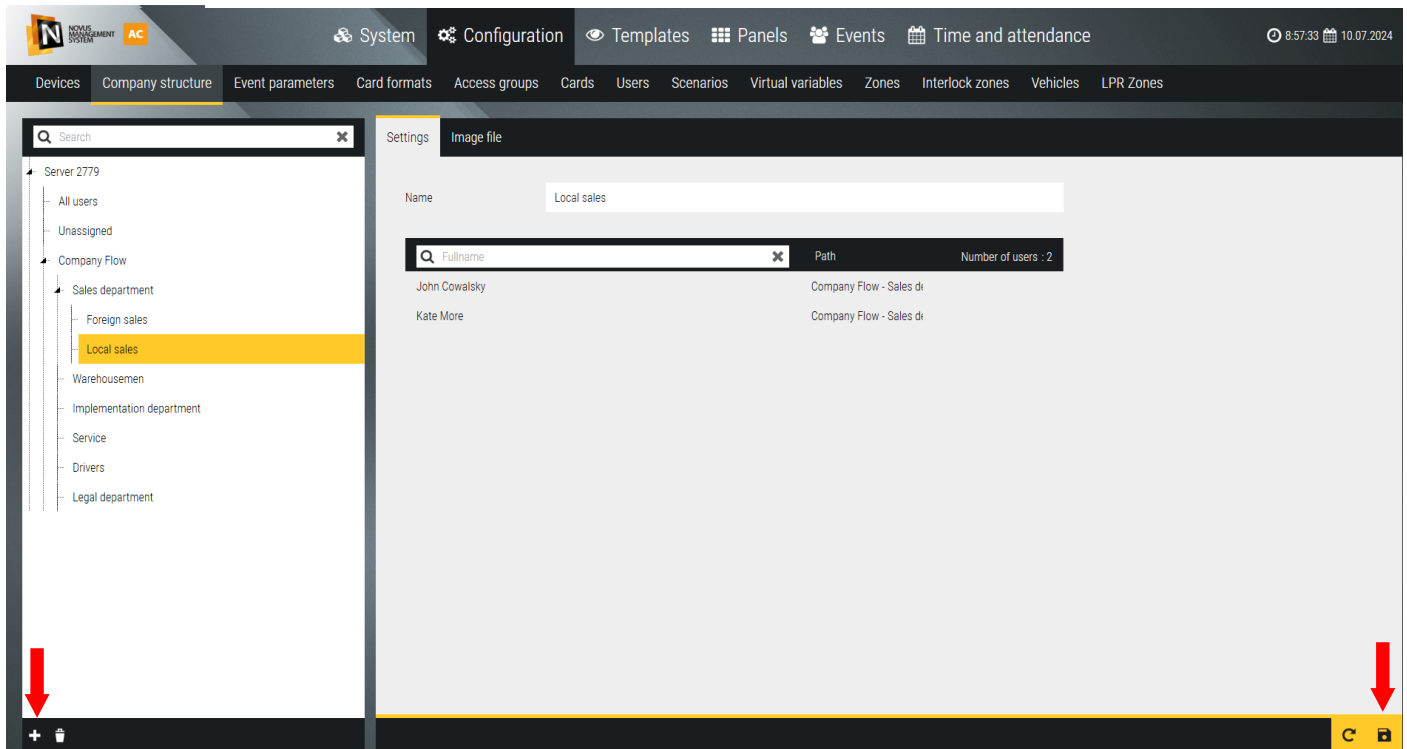 NOVUS
MANAGEMENT
SYSTEM
AC
System Configuration Templates Panels Events Time and attendance
8:57:33 10.07.2024
Devices Company structure Event parameters Card formats Access groups Cards Users Scenarios Virtual variables Zones Interlock zones Vehicles LPR Zones
Search
Settings Image file
Server 2779
All users
Unassigned
Company Flow
Sales department
Foreign sales
Local sales
Warehousemen
Implementation department
Service
Drivers
Legal department
Name Local sales
Fullname Path Number of users : 2
John Cowalsky Company Flow - Sales de
Kate More Company Flow - Sales de